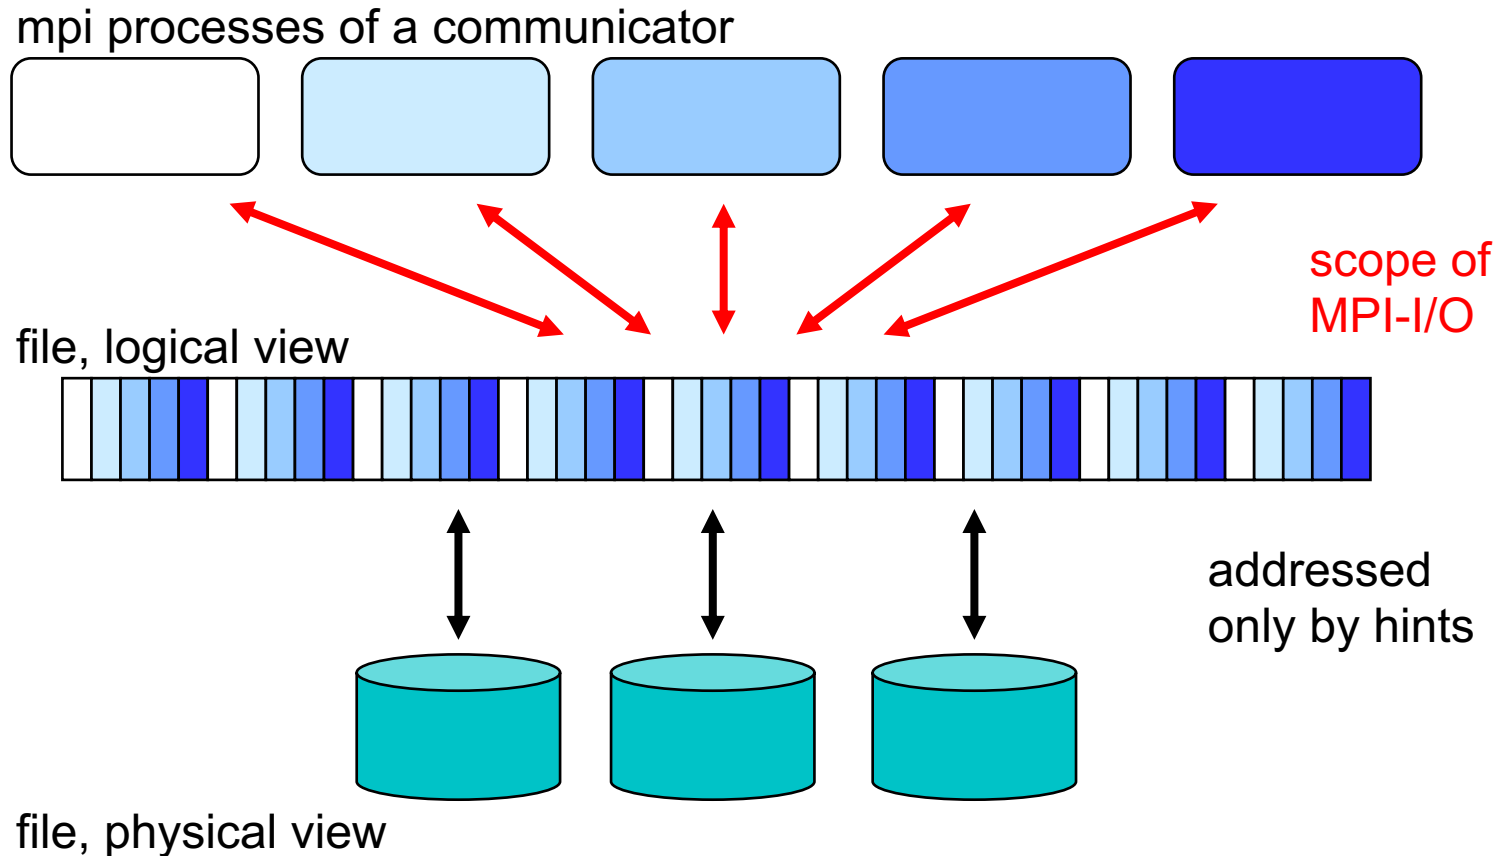 mpi processes of a communicator
scope of
MPI-I/O
file, logical view
addressed
only by hints
file, physical view